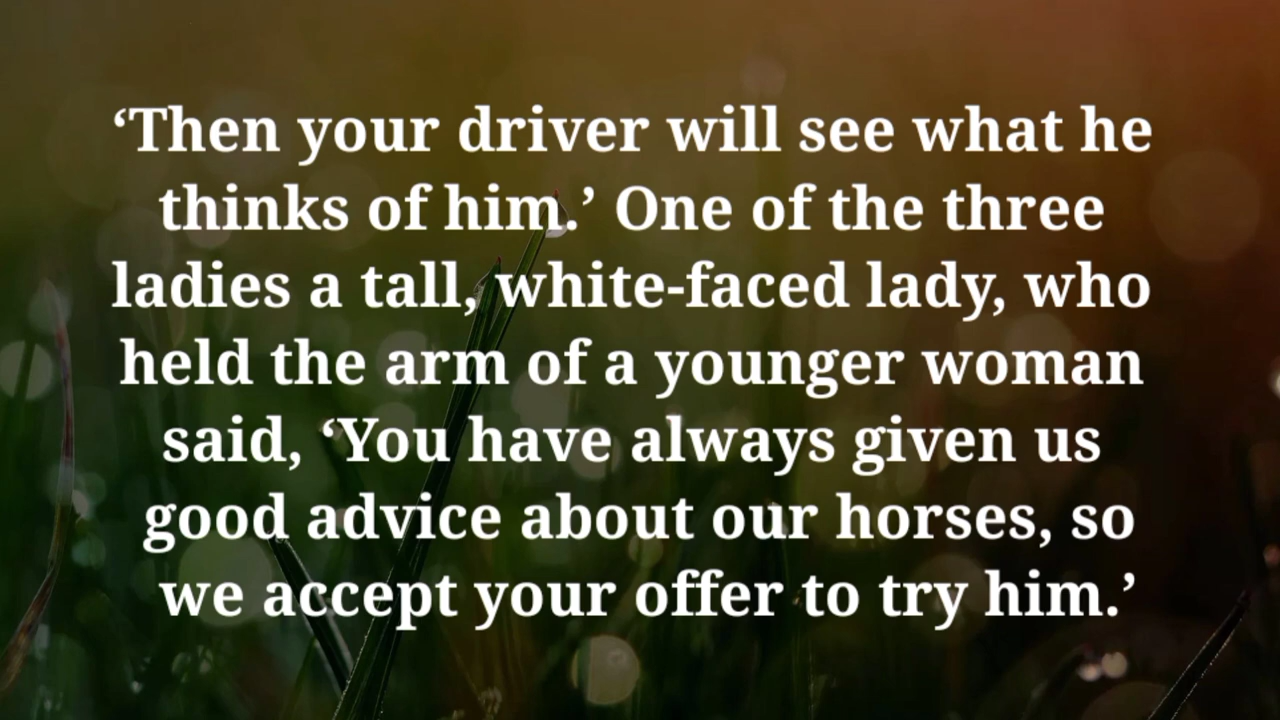 ‘Then your driver will see what he
thinks of him.’ One of the three
ladies a tall, white-faced lady, who
held the arm of a younger woman
said, ‘You have always given us
good advice about our horses, so
we accept your offer to try him.’